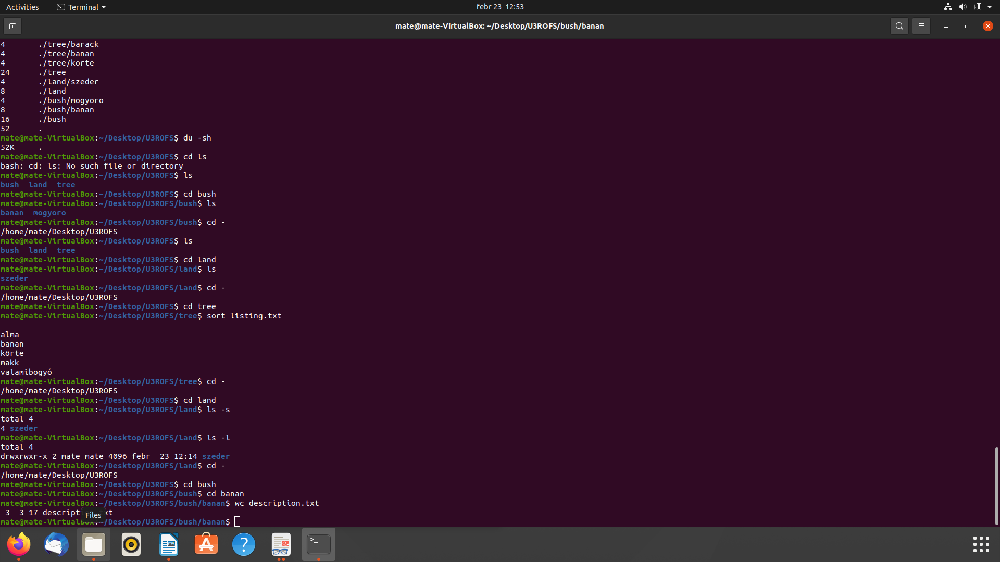 Activities Terminal febr 23 12:53
mate@mate-VirtualBox: ~/Desktop/U3ROFS/bush/banan
4 ./tree/barack
4 ./tree/banan
4 ./tree/korte
24 ./tree
4 ./land/szeder
8 ./land
4 ./bush/mogyoro
8 ./bush/banan
16 ./bush
52 .
mate@mate-VirtualBox:~/Desktop/U3ROFS$ du -sh
52K .
mate@mate-VirtualBox:~/Desktop/U3ROFS$ cd ls
bash: cd: ls: No such file or directory
mate@mate-VirtualBox:~/Desktop/U3ROFS$ ls
bush land tree
mate@mate-VirtualBox:~/Desktop/U3ROFS$ cd bush
mate@mate-VirtualBox:~/Desktop/U3ROFS/bush$ ls
banan mogyoro
mate@mate-VirtualBox:~/Desktop/U3ROFS/bush$ cd -
/home/mate/Desktop/U3ROFS
mate@mate-VirtualBox:~/Desktop/U3ROFS$ ls
bush land tree
mate@mate-VirtualBox:~/Desktop/U3ROFS$ cd land
mate@mate-VirtualBox:~/Desktop/U3ROFS/land$ ls
szeder
mate@mate-VirtualBox:~/Desktop/U3ROFS/land$ cd -
/home/mate/Desktop/U3ROFS
mate@mate-VirtualBox:~/Desktop/U3ROFS$ cd tree
mate@mate-VirtualBox:~/Desktop/U3ROFS/tree$ sort listing.txt
alma
banan
körte
makk
valamibogyó
mate@mate-VirtualBox:~/Desktop/U3ROFS/tree$ cd -
/home/mate/Desktop/U3ROFS
mate@mate-VirtualBox:~/Desktop/U3ROFS$ cd land
mate@mate-VirtualBox:~/Desktop/U3ROFS/land$ ls -s
total 4
4 szeder
mate@mate-VirtualBox:~/Desktop/U3ROFS/land$ ls -l
total 4
drwxrwxr-x 2 mate mate 4096 febr 23 12:14 szeder
mate@mate-VirtualBox:~/Desktop/U3ROFS/land$ cd -
/home/mate/Desktop/U3ROFS
mate@mate-VirtualBox:~/Desktop/U3ROFS$ cd bush
mate@mate-VirtualBox:~/Desktop/U3ROFS/bush$ cd banan
mate@mate-VirtualBox:~/Desktop/U3ROFS/bush/banan$ wc description.txt
3 3 17
Files
mate@mate-VirtualBox:~/Desktop/U3ROFS/bush/banan$